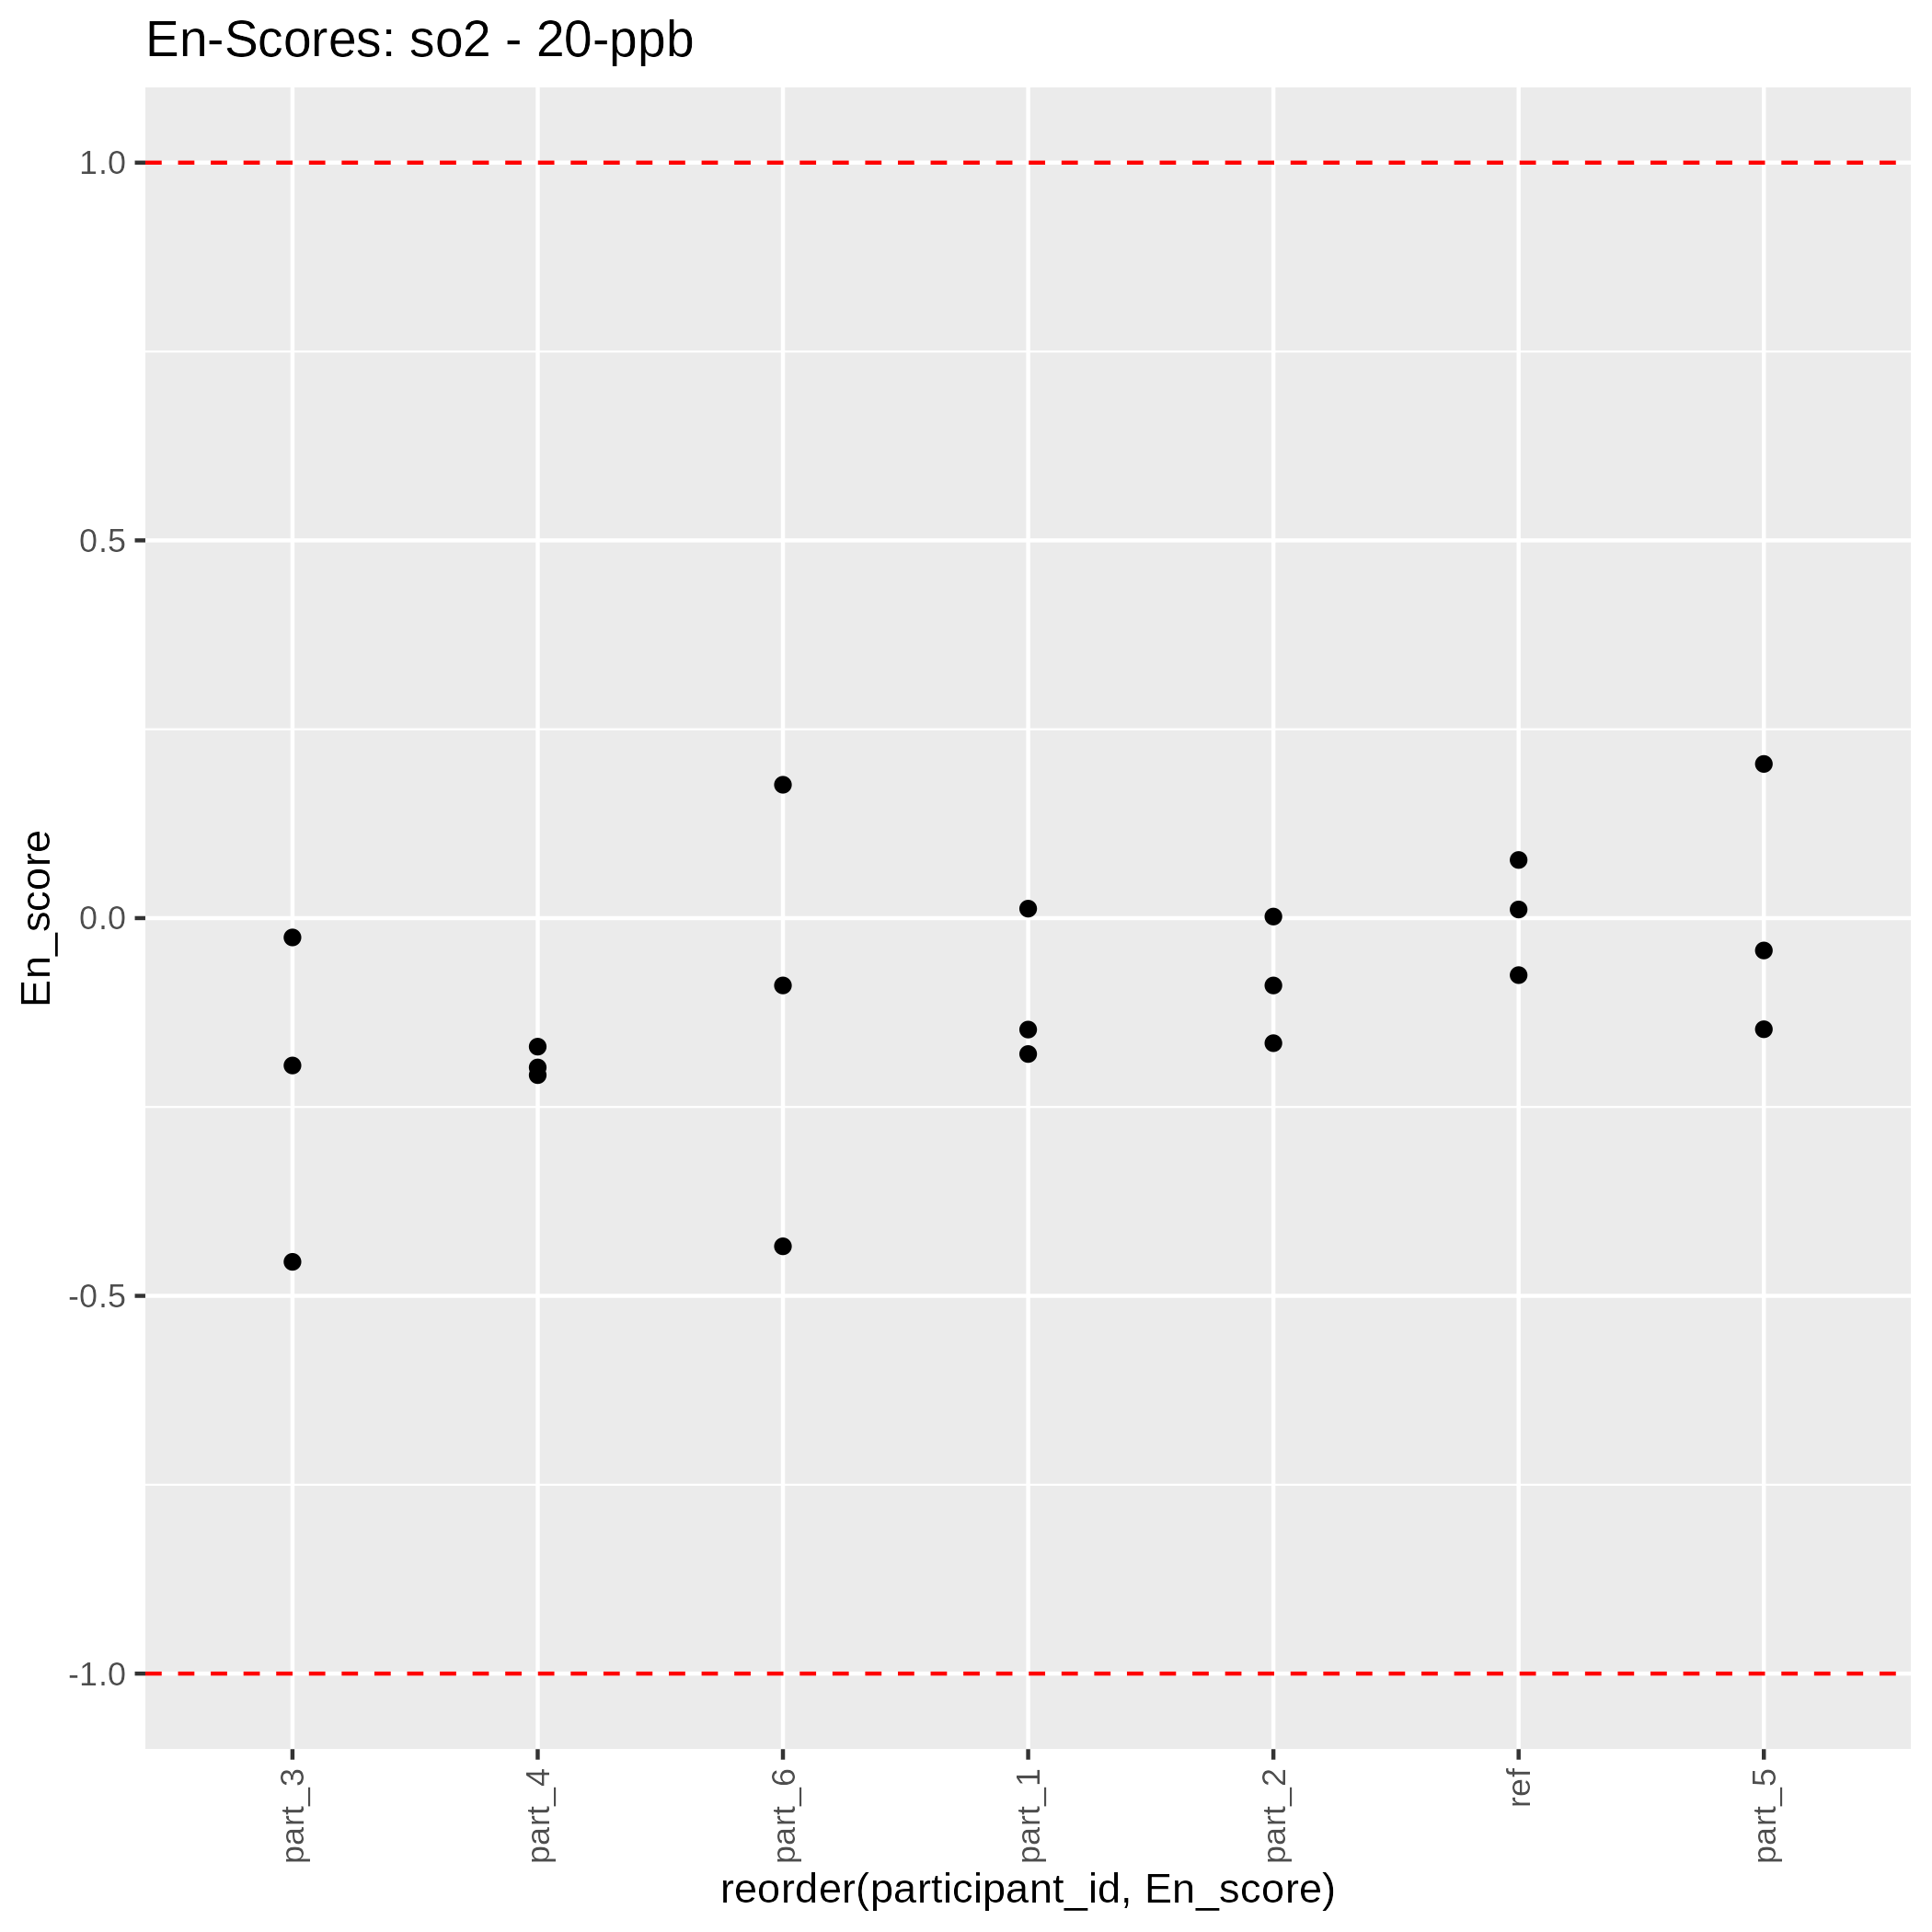 En-Scores: so2 - 20-ppb
1.0
0.5
0.0
-0.5
-1.0
En_score
part_3
part_4
part_6
part_1
part_2
ref
part_5
reorder(participant_id, En_score)